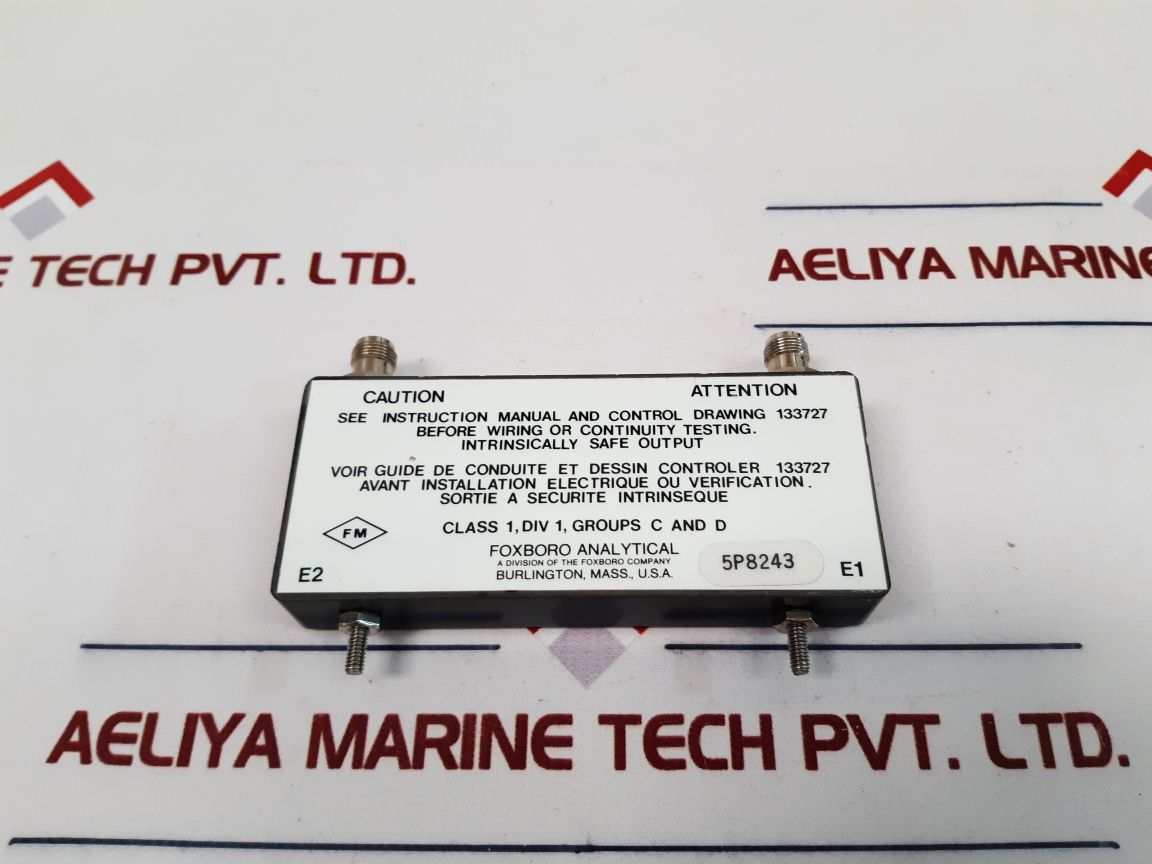 TECH PVT. LTD.
AELIYA MARINE
CAUTION ATTENTION
SEE INSTRUCTION MANUAL AND CONTROL DRAWING 133727
BEFORE WIRING OR CONTINUITY TESTING.
INTRINSICALLY SAFE OUTPUT
VOIR GUIDE DE CONDUITE ET DESSIN CONTROLER 133727
AVANT INSTALLATION ELECTRIQUE OU VERIFICATION.
SORTIE A SECURITE INTRINSEQUE
FM
CLASS 1, DIV 1, GROUPS C AND D
FOXBORO ANALYTICAL
A DIVISION OF THE FOXBORO COMPANY
BURLINGTON, MASS., U.S.A.
5P8243
E2
E1
AELIYA MARINE TECH PVT. LTD.